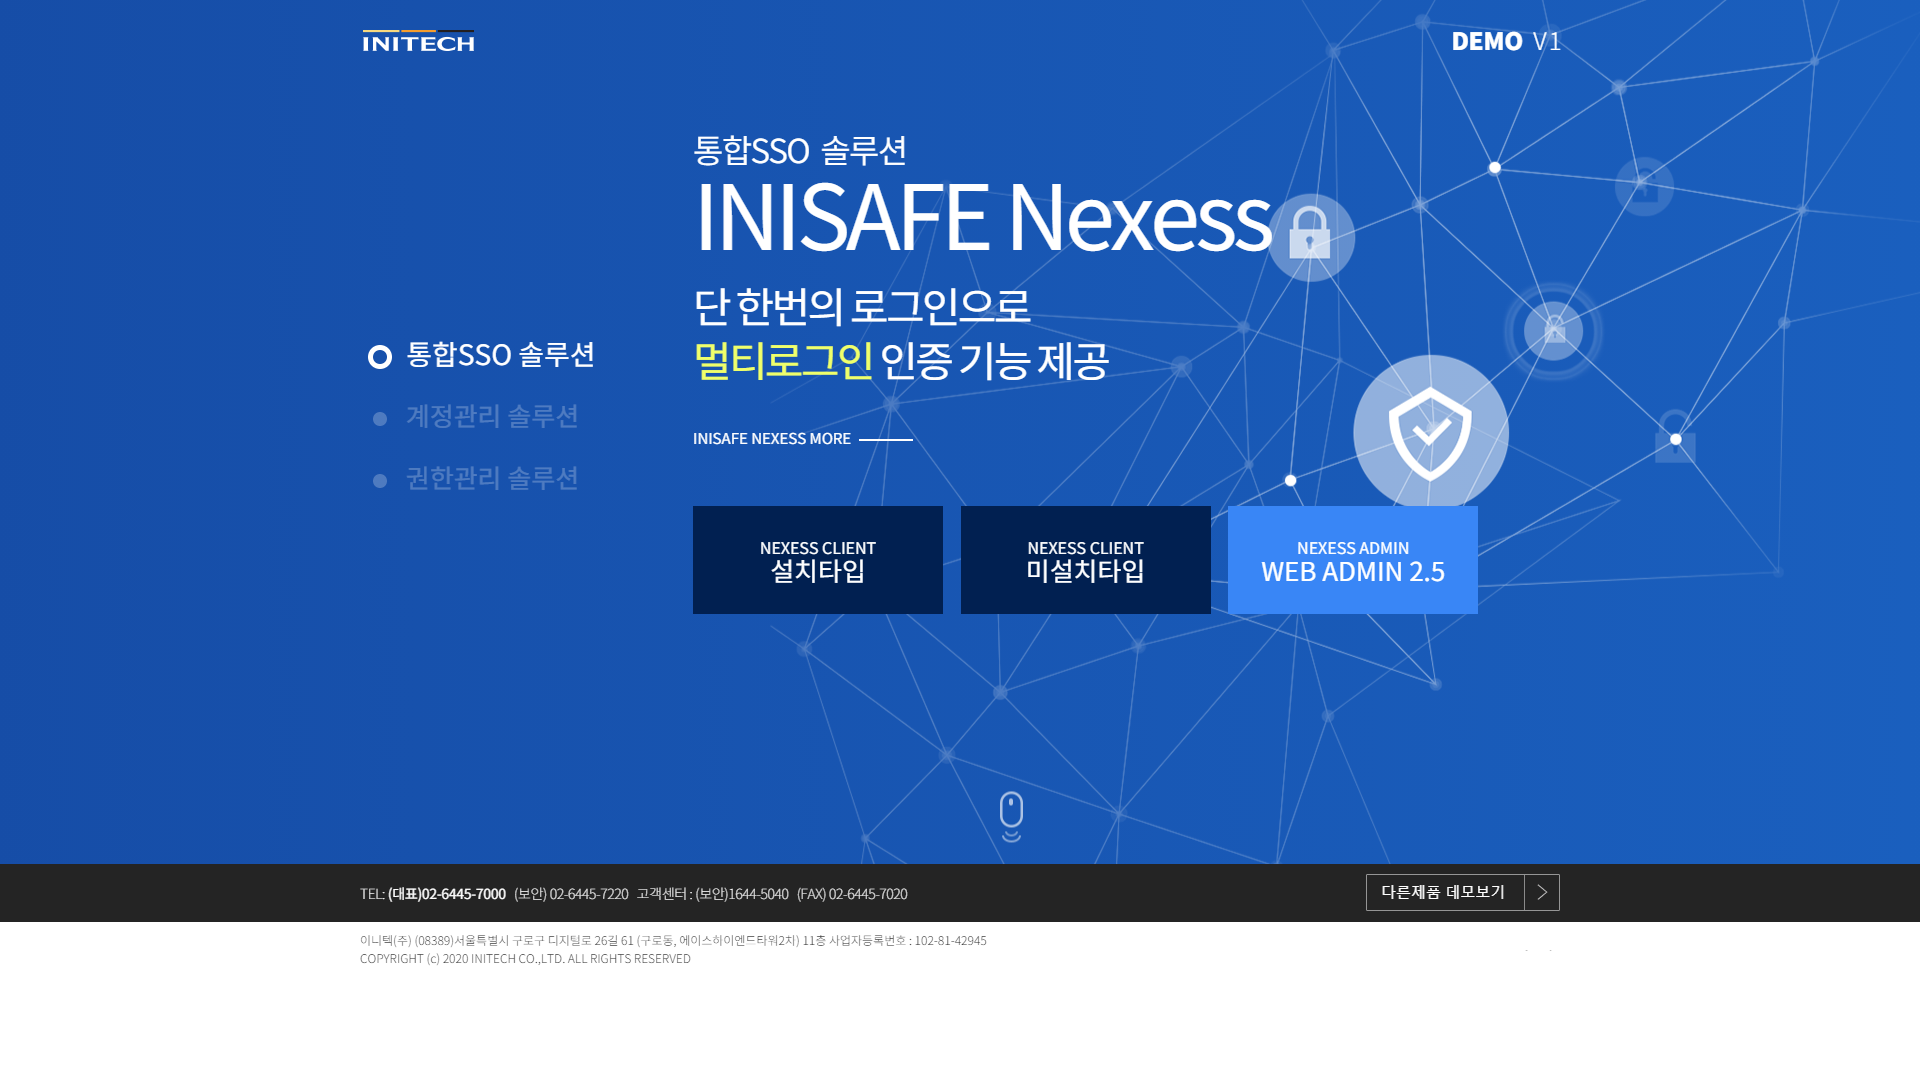 INITECH
DEMO V1
통합SSO 솔루션
INISAFE Nexess
단 한번의 로그인으로
멀티로그인 인증 기능 제공
통합SSO 솔루션
계정관리 솔루션
권한관리 솔루션
INISAFE NEXESS MORE
NEXESS CLIENT
설치타입
NEXESS CLIENT
미설치타입
NEXESS ADMIN
WEB ADMIN 2.5
TEL: (대표)02-6445-7000 (보안) 02-6445-7220 고객센터 : (보안)1644-5040 (FAX) 02-6445-7020
다른제품 데모보기
이니텍(주) (08389)서울특별시 구로구 디지털로 26길 61 (구로동, 에이스하이엔드타워2차) 11층 사업자등록번호 : 102-81-42945
COPYRIGHT (c) 2020 INITECH CO.,LTD. ALL RIGHTS RESERVED